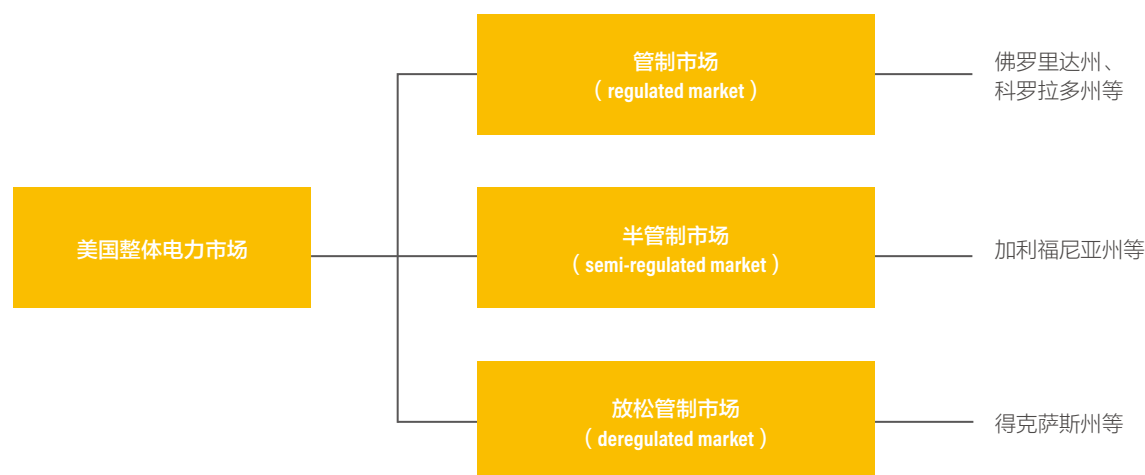 美国整体电力市场
管制市场
（ regulated market ）
佛罗里达州、
科罗拉多州等
半管制市场
（ semi-regulated market ）
加利福尼亚州等
放松管制市场
（ deregulated market ）
得克萨斯州等